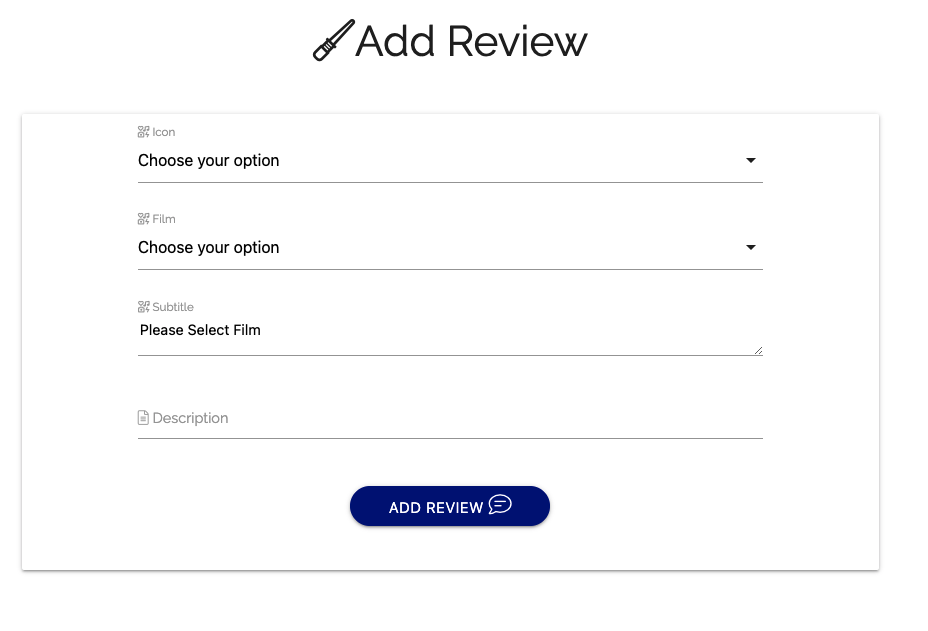 Add Review
Icon
Choose your option
Film
Choose your option
Subtitle
Please Select Film
Description
ADD REVIEW